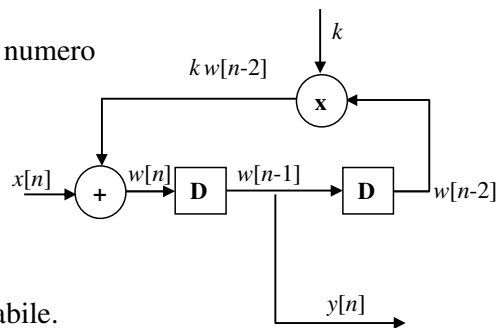 k
numero
k w[n-2]
x
x[n]
+
w[n]
D
w[n-1]
D
w[n-2]
y[n]
abile.